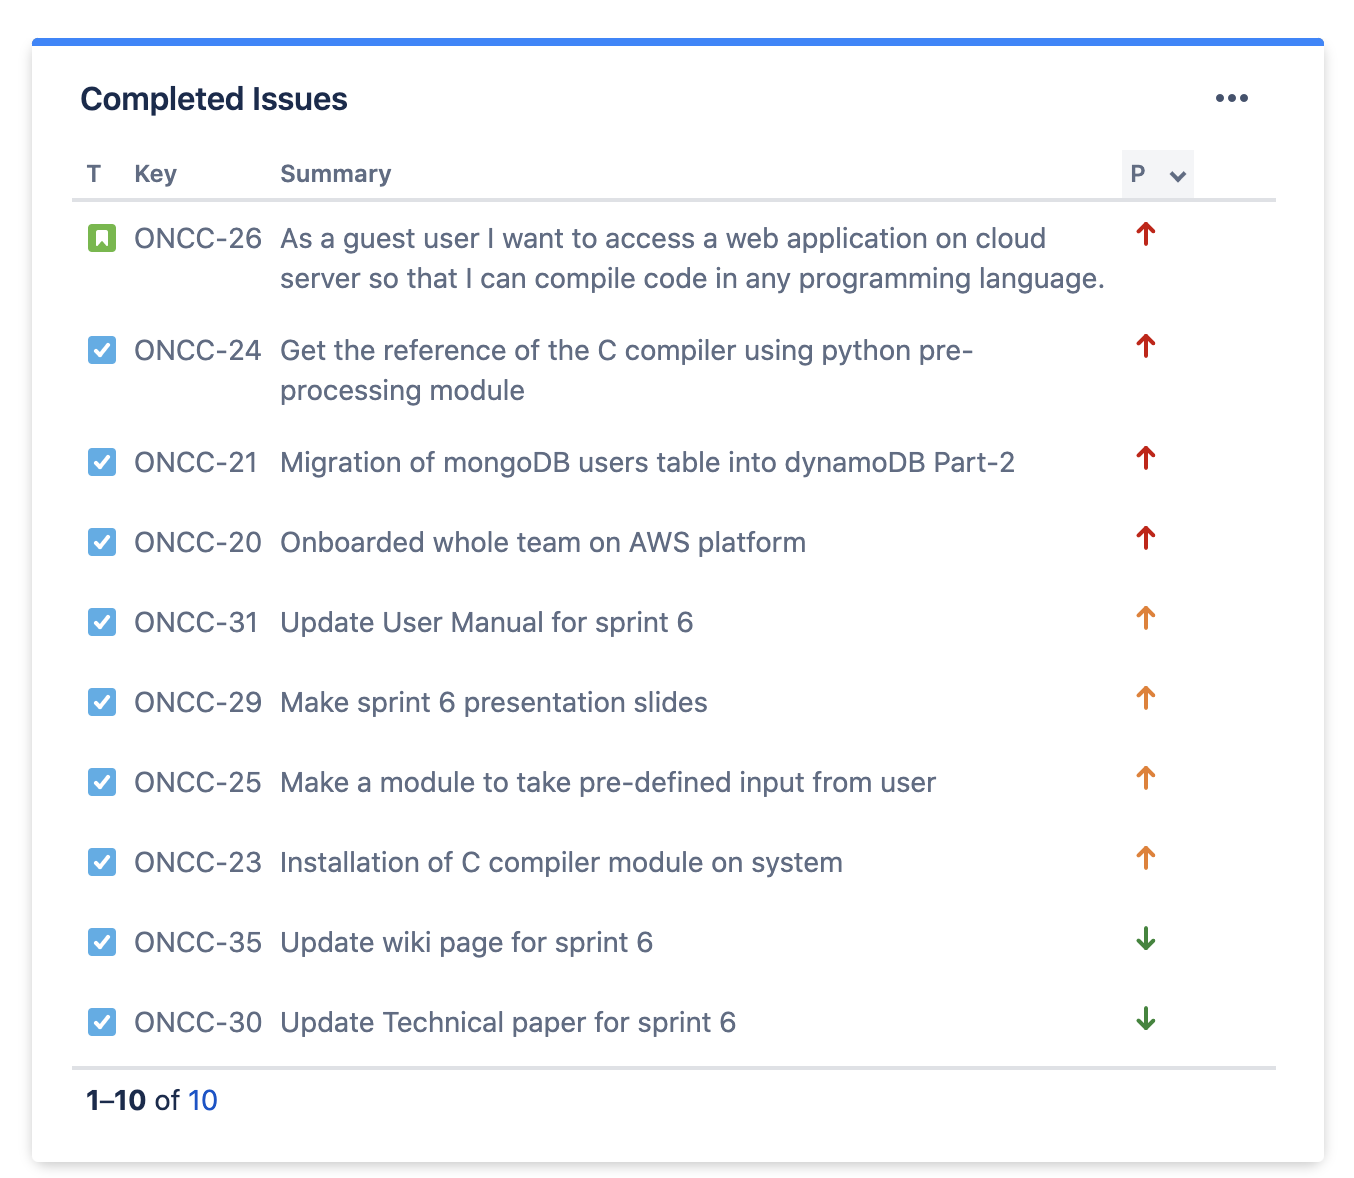 Completed Issues
T Key Summary P
ONCC-26 As a guest user I want to access a web application on cloud
server so that I can compile code in any programming language.
ONCC-24 Get the reference of the C compiler using python pre-
processing module
ONCC-21 Migration of mongoDB users table into dynamoDB Part-2
ONCC-20 Onboarded whole team on AWS platform
ONCC-31 Update User Manual for sprint 6
ONCC-29 Make sprint 6 presentation slides
ONCC-25 Make a module to take pre-defined input from user
ONCC-23 Installation of C compiler module on system
ONCC-35 Update wiki page for sprint 6
ONCC-30 Update Technical paper for sprint 6
1–10 of 10